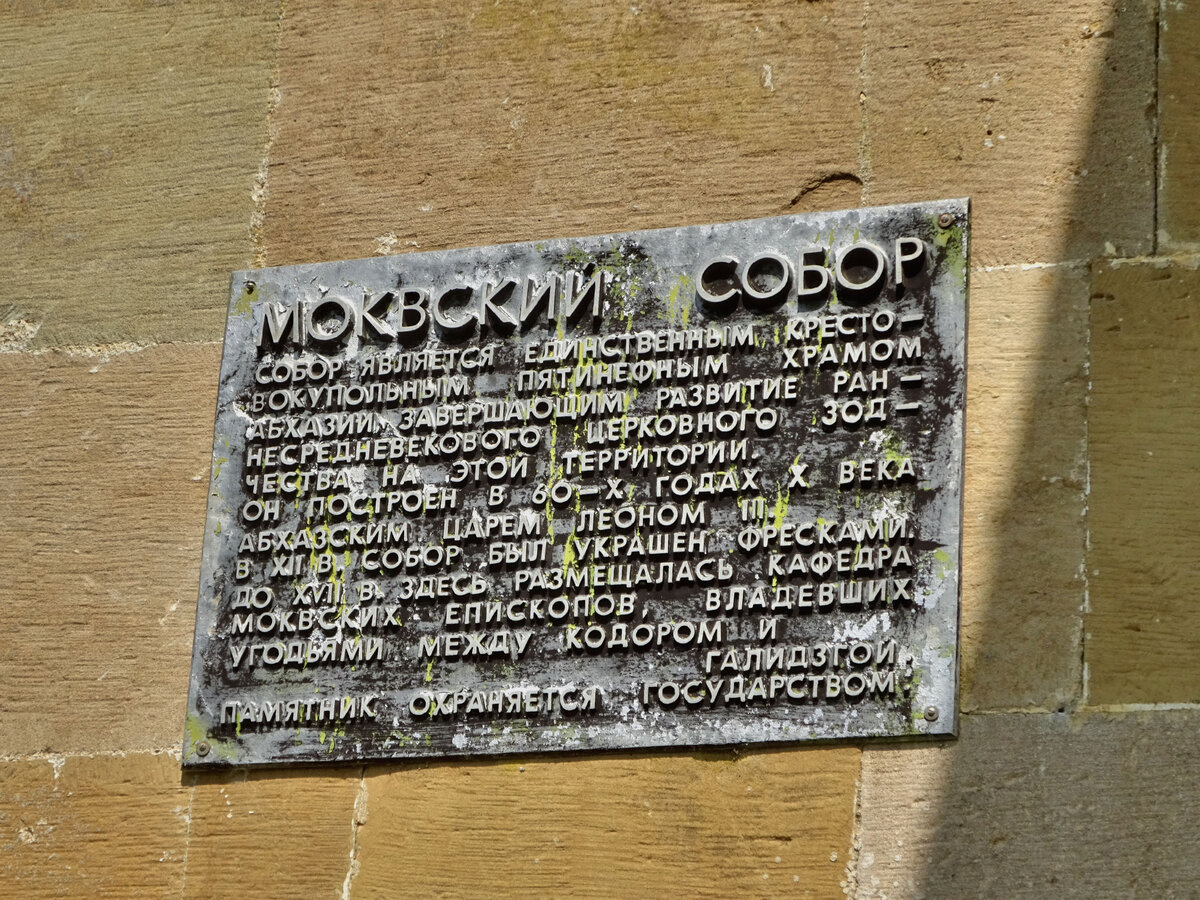 МОКВСКИЙ СОБОР
СОБОР ЯВЛЯЕТСЯ ЕДИНСТВЕННЫМ КРЕСТО-
ВОКУПОЛЬНЫМ ПЯТИНЕФНЫМ ХРАМОМ
АБХАЗИИ, ЗАВЕРШАЮЩИМ РАЗВИТИЕ РАН-
НЕСРЕДНЕВЕКОВОГО ЦЕРКОВНОГО ЗОД-
ЧЕСТВА НА ЭТОЙ ТЕРРИТОРИИ.
ОН ПОСТРОЕН В 60-Х ГОДАХ X ВЕКА
АБХАЗСКИМ ЦАРЕМ ЛЕОНОМ III.
В XII В. СОБОР БЫЛ УКРАШЕН ФРЕСКАМИ.
ДО XVII В. ЗДЕСЬ РАЗМЕЩАЛАСЬ КАФЕДРА
МОКВСКИХ ЕПИСКОПОВ, ВЛАДЕВШИХ
УГОДЬЯМИ МЕЖДУ КОДОРОМ И
ГАЛИДЗГОЙ.
ПАМЯТНИК ОХРАНЯЕТСЯ ГОСУДАРСТВОМ.